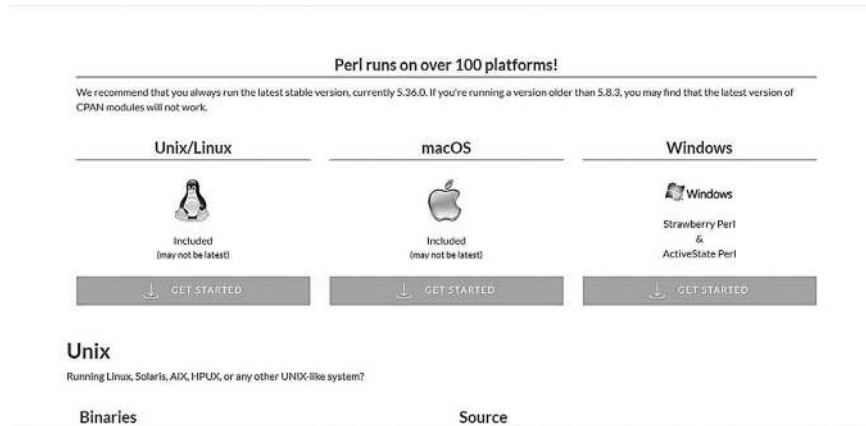 Perl runs on over 100 platforms!
We recommend that you always run the latest stable version, currently 5.36.0. If you're running a version older than 5.8.3, you may find that the latest version of
CPAN modules will not work.
Unix/Linux
Included
(may not be latest)
GET STARTED
macOS
Included
(may not be latest)
GET STARTED
Windows
Windows
Strawberry Perl
&
ActiveState Perl
GET STARTED
Unix
Running Linux, Solaris, AIX, HPUX, or any other UNIX-like system?
Binaries
Source